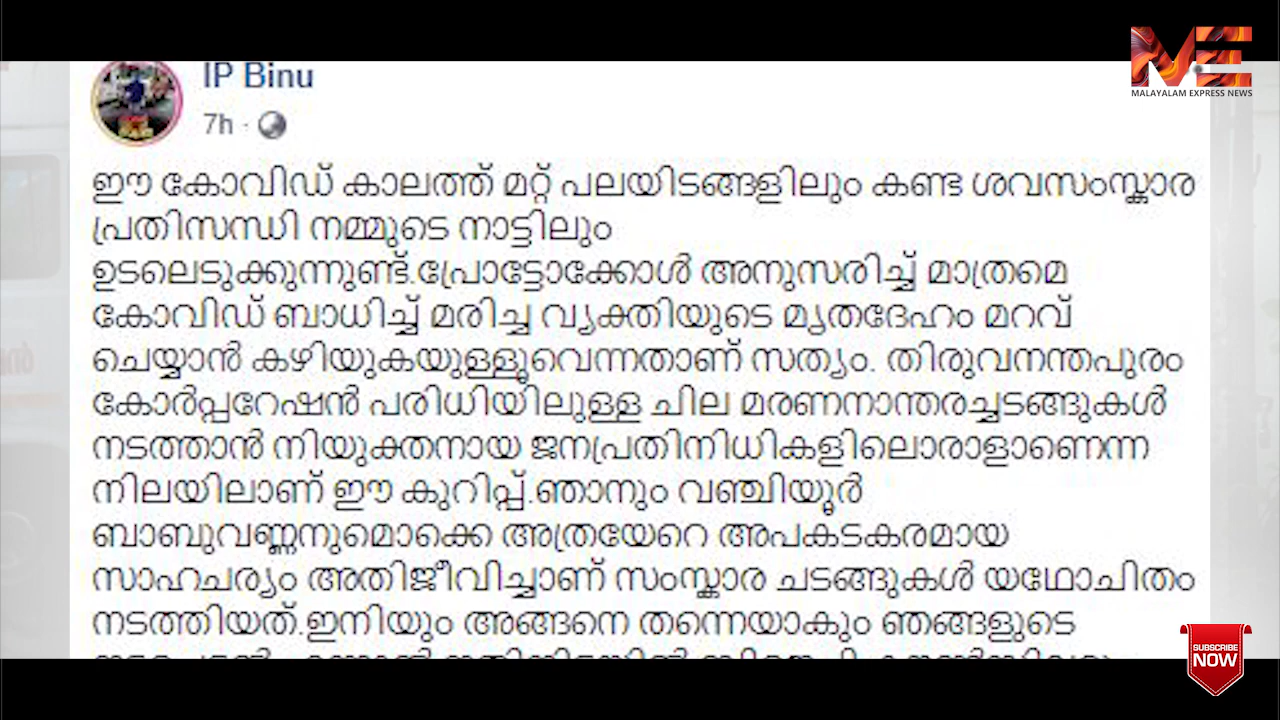 MALAYALAM EXPRESS NEWS
IP Binu
7h ·
ഈ കോവിഡ് കാലത്ത് മറ്റ് പലയിടങ്ങളിലും കണ്ട ശവസംസ്കാര
പ്രതിസന്ധി നമ്മുടെ നാട്ടിലും
ഉടലെടുക്കുന്നുണ്ട്.പ്രോട്ടോക്കോൾ അനുസരിച്ച് മാത്രമെ
കോവിഡ് ബാധിച്ച് മരിച്ച വ്യക്തിയുടെ മൃതദേഹം മറവ്
ചെയ്യാൻ കഴിയുകയുള്ളൂവെന്നതാണ് സത്യം. തിരുവനന്തപുരം
കോർപ്പറേഷൻ പരിധിയിലുള്ള ചില മരണനാന്തരച്ചടങ്ങുകൾ
നടത്താൻ നിയുക്തനായ ജനപ്രതിനിധികളിലൊരാളാണെന്ന
നിലയിലാണ് ഈ കുറിപ്പ്.ഞാനും വഞ്ചിയൂർ
ബാബുവണ്ണനുമൊക്കെ അത്രയേറെ അപകടകരമായ
സാഹചര്യം അതിജീവിച്ചാണ് സംസ്കാര ചടങ്ങുകൾ യഥോചിതം
നടത്തിയത്.ഇനിയും അങ്ങനെ തന്നെയാകും ഞങ്ങളുടെ
SUBSCRIBE
NOW